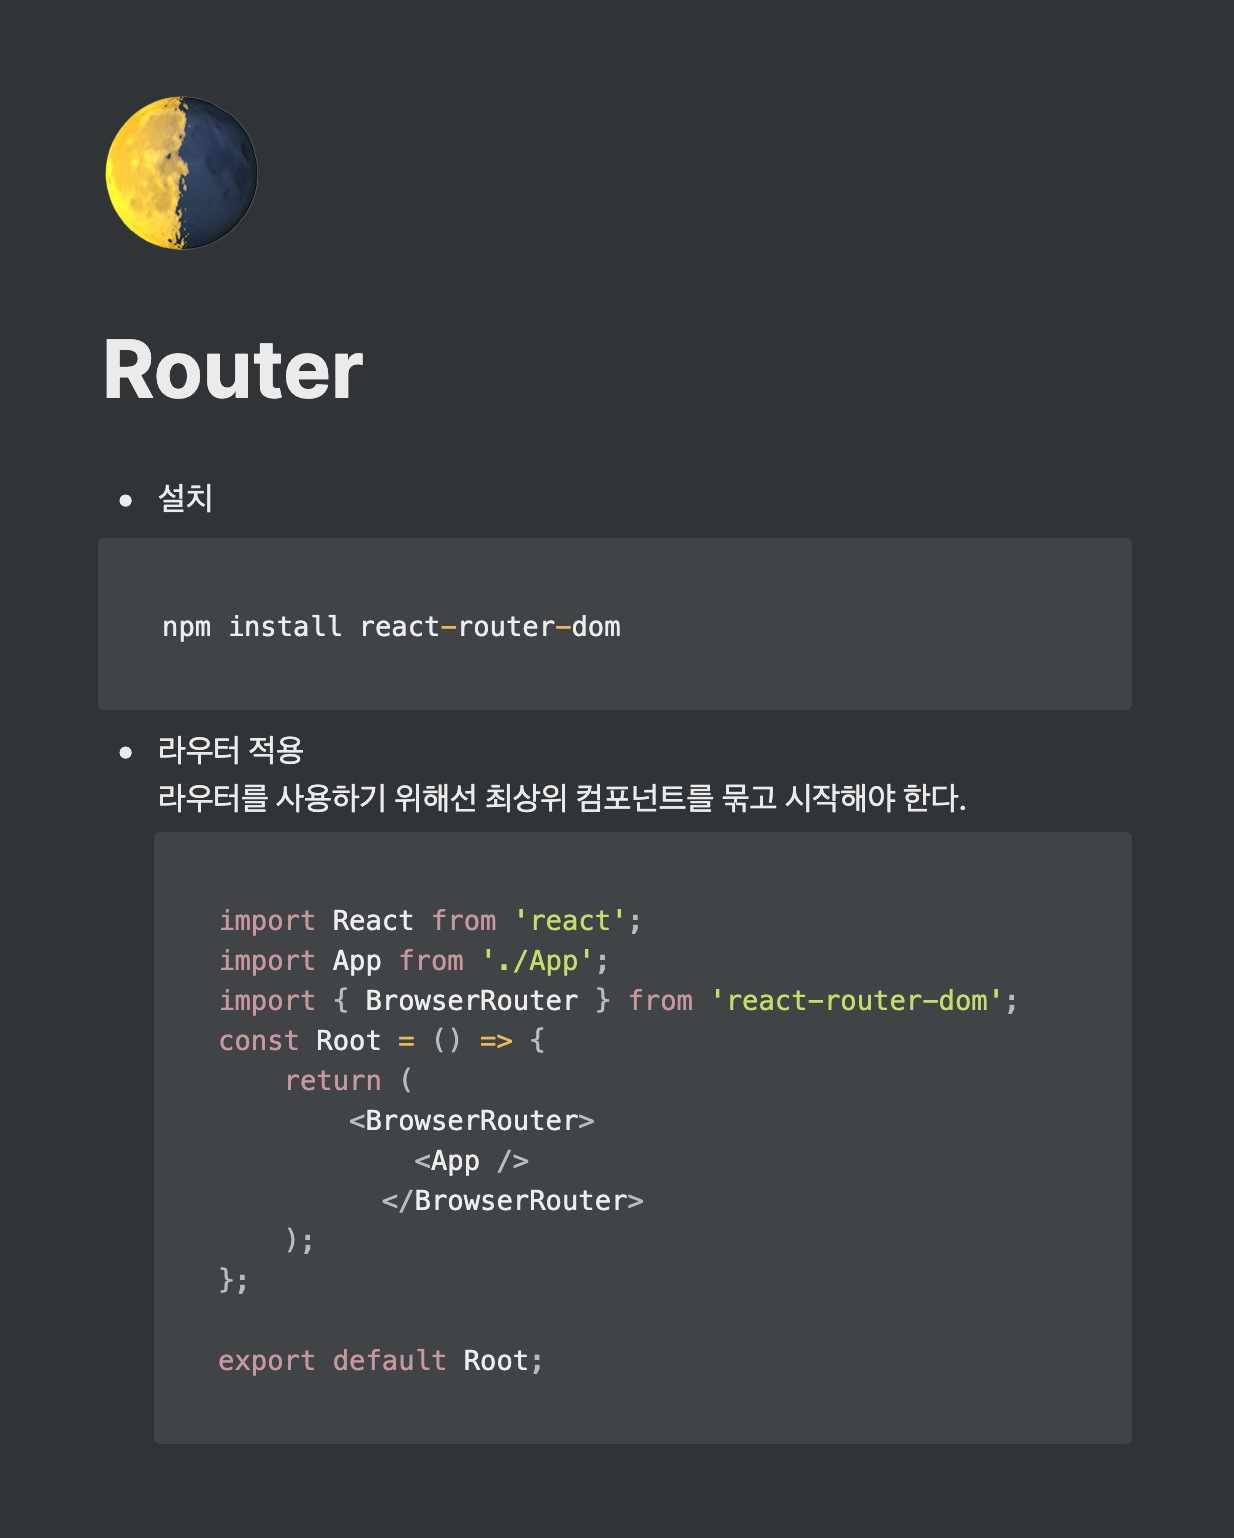 Router
• 설치
npm install react-router-dom
• 라우터 적용
라우터를 사용하기 위해선 최상위 컴포넌트를 묶고 시작해야 한다.
import React from 'react';
import App from './App';
import { BrowserRouter } from 'react-router-dom';
const Root = () => {
    return (
        <BrowserRouter>
            <App />
          </BrowserRouter>
    );
};
export default Root;